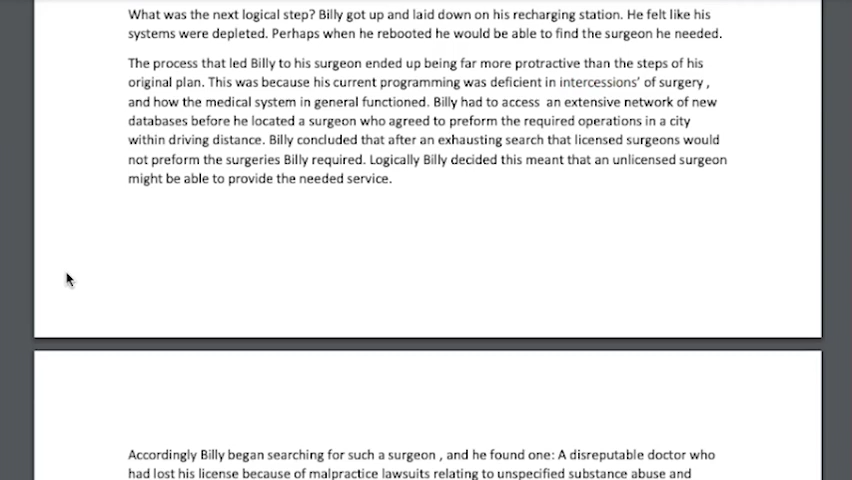 What was the next logical step? Billy got up and laid down on his recharging station. He felt like his
systems were depleted. Perhaps when he rebooted he would be able to find the surgeon he needed.
The process that led Billy to his surgeon ended up being far more protractive than the steps of his
original plan. This was because his current programming was deficient in intercessions’ of surgery ,
and how the medical system in general functioned. Billy had to access  an extensive network of new
databases before he located a surgeon who agreed to preform the required operations in a city
within driving distance. Billy concluded that after an exhausting search that licensed surgeons would
not preform the surgeries Billy required. Logically Billy decided this meant that an unlicensed surgeon
might be able to provide the needed service.
Accordingly Billy began searching for such a surgeon , and he found one: A disreputable doctor who
had lost his license because of malpractice lawsuits relating to unspecified substance abuse and